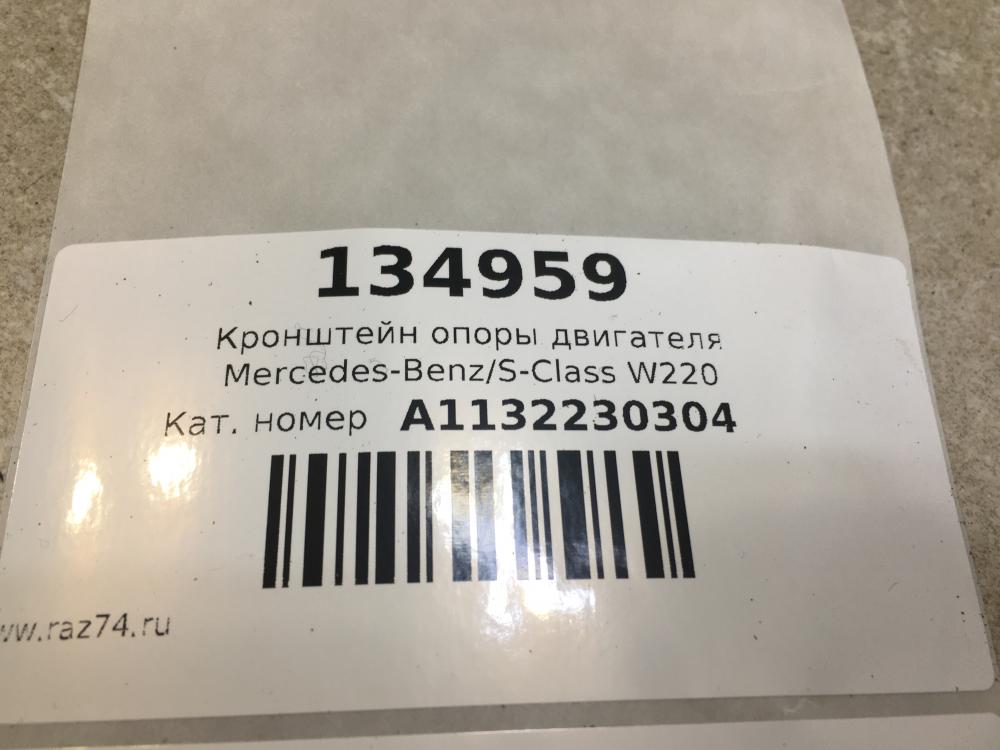 134959
Кронштейн опоры двигателя
Mercedes-Benz/S-Class W220
Кат. номер A1132230304
ww.raz74.ru